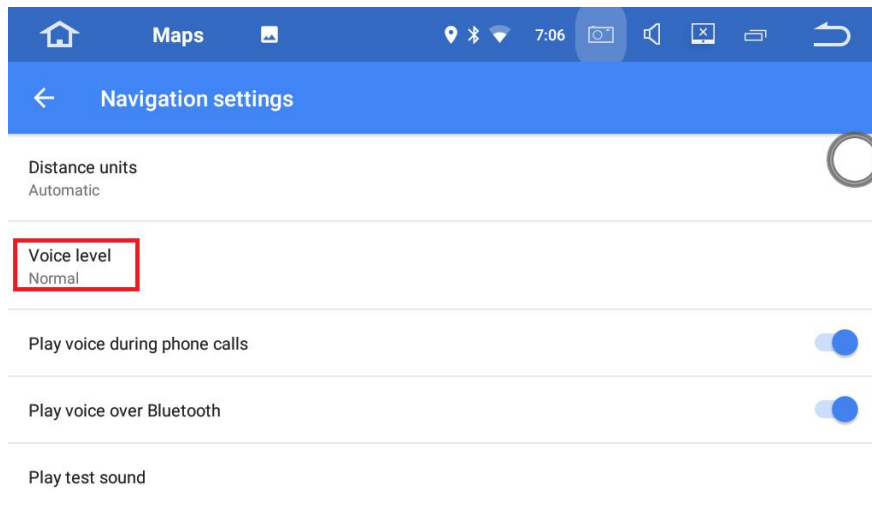 Maps 7:06
Navigation settings
Distance units
Automatic
Voice level
Normal
Play voice during phone calls
Play voice over Bluetooth
Play test sound